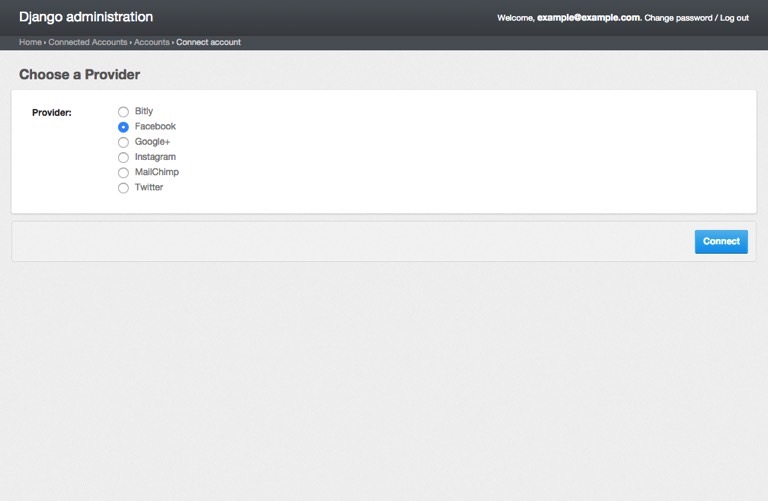 Django administration
Welcome, example@example.com. Change password / Log out
Home › Connected Accounts › Accounts › Connect account
Choose a Provider
Provider:
Bitly
Facebook
Google+
Instagram
MailChimp
Twitter
Connect